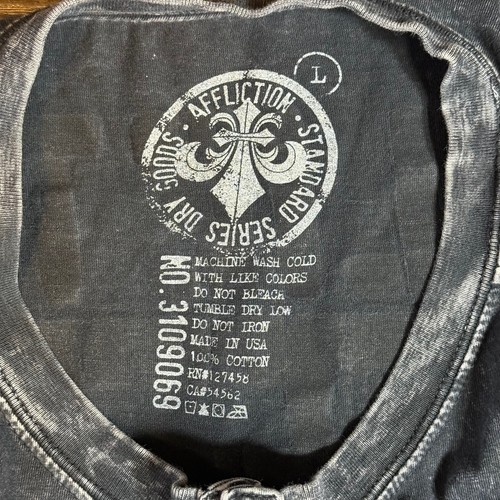 L
AFFLICTION · STANDARD SERIES DRY GOODS ·
NO. 3109069
MACHINE WASH COLD
WITH LIKE COLORS
DO NOT BLEACH
TUMBLE DRY LOW
DO NOT IRON
MADE IN USA
100% COTTON
RN#127458
CA#54562